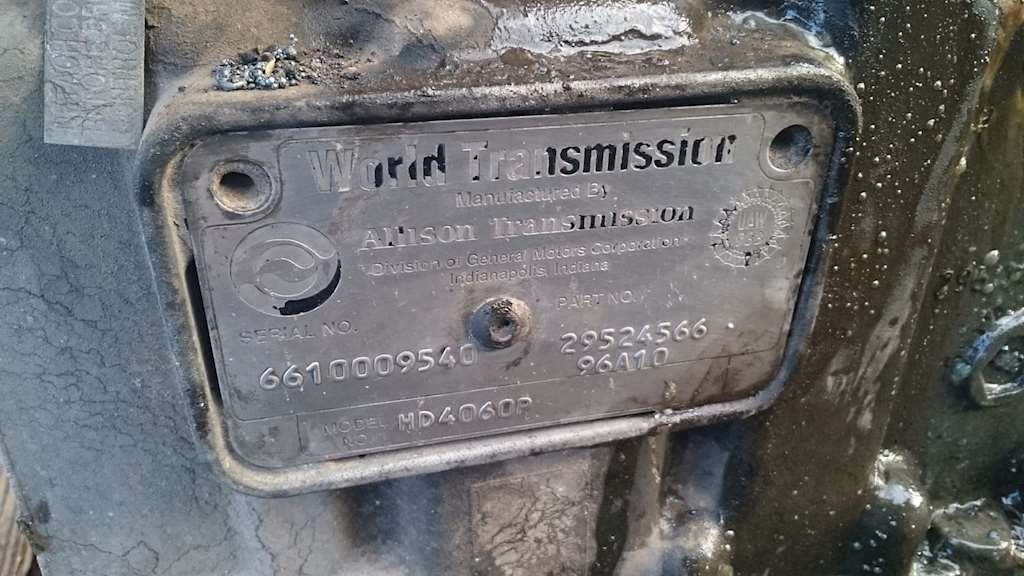 World Transmission
Manufactured By
Allison Transmission
Division of General Motors Corporation
Indianapolis, Indiana
UAW
SERIAL NO.
PART NO.
6610009540
29524566
96A10
MODEL NO.
HD4060P